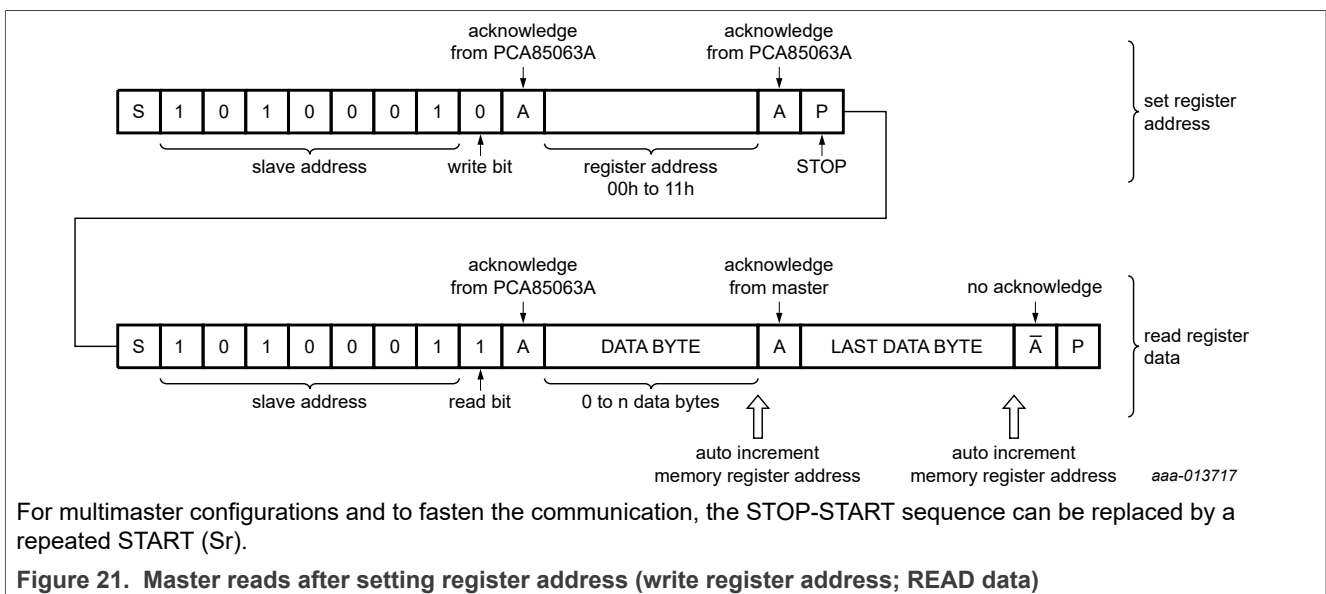 acknowledge
from PCA85063A
acknowledge
from PCA85063A
S 1 0 1 0 0 0 1 0 A A P
set register
address
slave address
write bit
register address
00h to 11h
STOP
acknowledge
from PCA85063A
acknowledge
from master
no acknowledge
S 1 0 1 0 0 0 1 1 A DATA BYTE A LAST DATA BYTE A̅ P
read register
data
slave address
read bit
0 to n data bytes
auto increment
memory register address
auto increment
memory register address
aaa-013717
For multimaster configurations and to fasten the communication, the STOP-START sequence can be replaced by a
repeated START (Sr).
Figure 21. Master reads after setting register address (write register address; READ data)